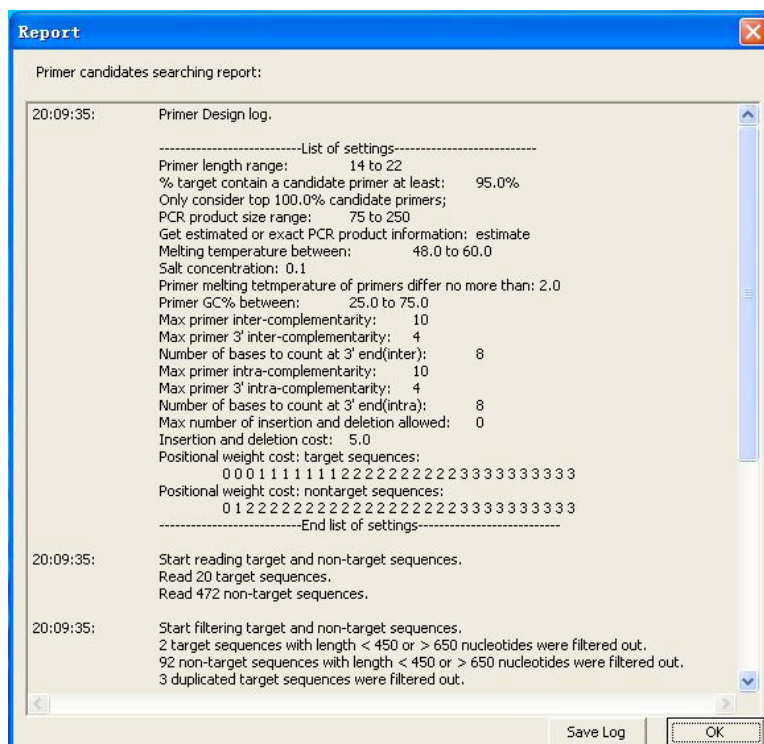 Report
Primer candidates searching report:
20:09:35: Primer Design log.
---------------------------List of settings---------------------------
Primer length range: 14 to 22
% target contain a candidate primer at least: 95.0%
Only consider top 100.0% candidate primers;
PCR product size range: 75 to 250
Get estimated or exact PCR product information: estimate
Melting temperature between: 48.0 to 60.0
Salt concentration: 0.1
Primer melting tetmperature of primers differ no more than: 2.0
Primer GC% between: 25.0 to 75.0
Max primer inter-complementarity: 10
Max primer 3' inter-complementarity: 4
Number of bases to count at 3' end(inter): 8
Max primer intra-complementarity: 10
Max primer 3' intra-complementarity: 4
Number of bases to count at 3' end(intra): 8
Max number of insertion and deletion allowed: 0
Insertion and deletion cost: 5.0
Positional weight cost: target sequences:
0 0 0 1 1 1 1 1 1 1 2 2 2 2 2 2 2 2 2 2 3 3 3 3 3 3 3 3 3 3
Positional weight cost: nontarget sequences:
0 1 2 2 2 2 2 2 2 2 2 2 2 2 2 2 2 2 2 2 3 3 3 3 3 3 3 3 3 3
---------------------------End list of settings---------------------------
20:09:35: Start reading target and non-target sequences.
Read 20 target sequences.
Read 472 non-target sequences.
20:09:35: Start filtering target and non-target sequences.
2 target sequences with length < 450 or > 650 nucleotides were filtered out.
92 non-target sequences with length < 450 or > 650 nucleotides were filtered out.
3 duplicated target sequences were filtered out.
Save Log OK